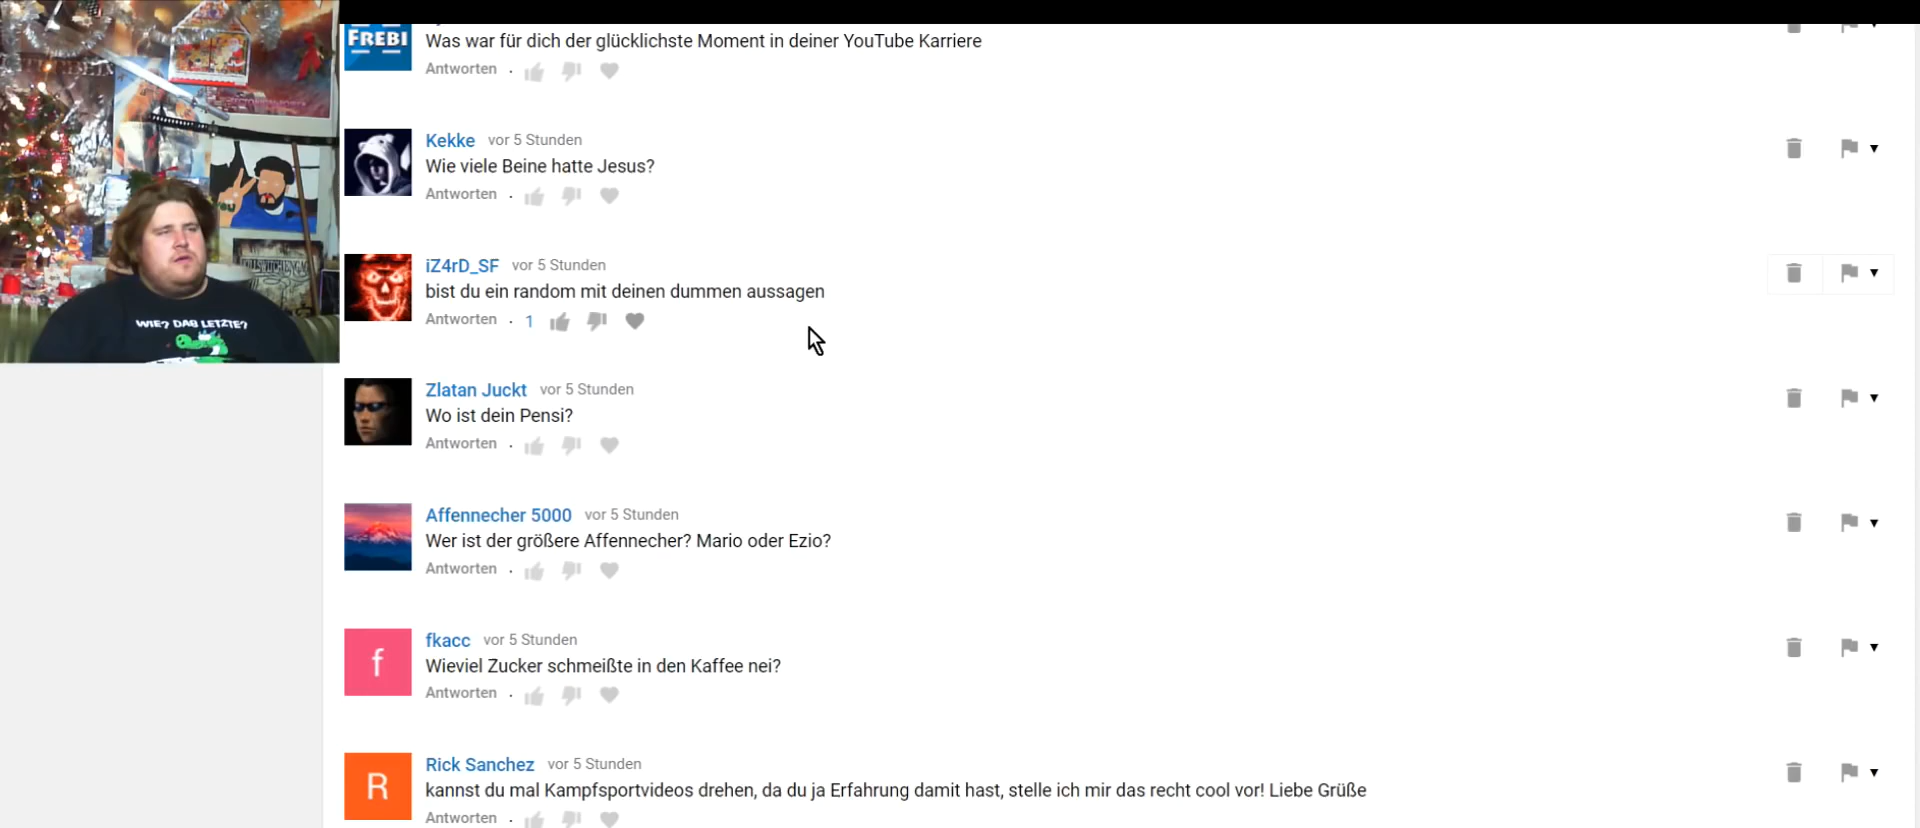 FREBI
Was war für dich der glücklichste Moment in deiner YouTube Karriere
Antworten ·
Kekke vor 5 Stunden
Wie viele Beine hatte Jesus?
Antworten ·
iZ4rD_SF vor 5 Stunden
bist du ein random mit deinen dummen aussagen
Antworten · 1
WIE? DAS LETZTE?
Zlatan Juckt vor 5 Stunden
Wo ist dein Pensi?
Antworten ·
Affennecher 5000 vor 5 Stunden
Wer ist der größere Affennecher? Mario oder Ezio?
Antworten ·
f
fkacc vor 5 Stunden
Wieviel Zucker schmeißte in den Kaffee nei?
Antworten ·
R
Rick Sanchez vor 5 Stunden
kannst du mal Kampfsportvideos drehen, da du ja Erfahrung damit hast, stelle ich mir das recht cool vor! Liebe Grüße
Antworten ·